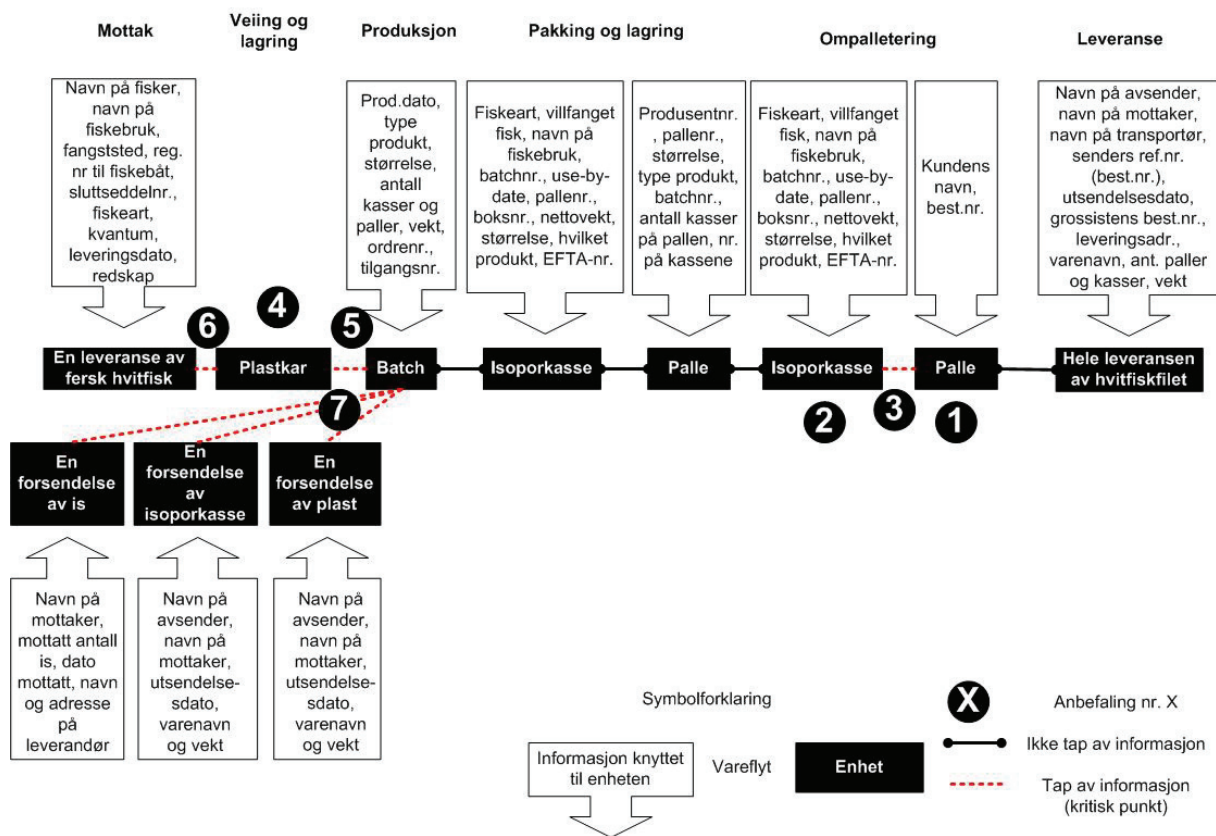 Mottak
Veiing og
lagring
Produksjon
Pakking og lagring
Ompalletering
Leveranse
Navn på fisker,
navn på
fiskebruk,
fangststed, reg.
nr til fiskebåt,
sluttseddelnr.,
fiskeart,
kvantum,
leveringsdato,
redskap
Prod.dato,
type
produkt,
størrelse,
antall
kasser og
paller, vekt,
ordrenr.,
tilgangsnr.
Fiskeart, villfanget
fisk, navn på
fiskebruk,
batchnr., use-by-
date, pallenr.,
boksnr., nettovekt,
størrelse, hvilket
produkt, EFTA-nr.
Produsentnr.
, pallenr.,
størrelse,
type produkt,
batchnr.,
antall kasser
på pallen, nr.
på kassene
Fiskeart, villfanget
fisk, navn på
fiskebruk,
batchnr., use-by-
date, pallenr.,
boksnr., nettovekt,
størrelse, hvilket
produkt, EFTA-nr.
Kundens
navn,
best.nr.
Navn på avsender,
navn på mottaker,
navn på transportør,
senders ref.nr.
(best.nr.),
utsendelsesdato,
grossistens best.nr.,
leveringsadr.,
varenavn, ant. paller
og kasser, vekt
6
4
5
En leveranse av
fersk hvitfisk
Plastkar
Batch
Isoporkasse
Palle
Isoporkasse
Palle
Hele leveransen
av hvitfiskfilet
7
2
3
1
En
forsendelse
av is
En
forsendelse
av
isoporkasse
En
forsendelse
av plast
Navn på
mottaker,
mottatt antall
is, dato
mottatt, navn
og adresse
på
leverandør
Navn på
avsender,
navn på
mottaker,
utsendelse-
sdato,
varenavn
og vekt
Navn på
avsender,
navn på
mottaker,
utsendelse-
sdato,
varenavn
og vekt
Symbolforklaring
X
Anbefaling nr. X
Informasjon knyttet
til enheten
Vareflyt
Enhet
Ikke tap av informasjon
Tap av informasjon
(kritisk punkt)